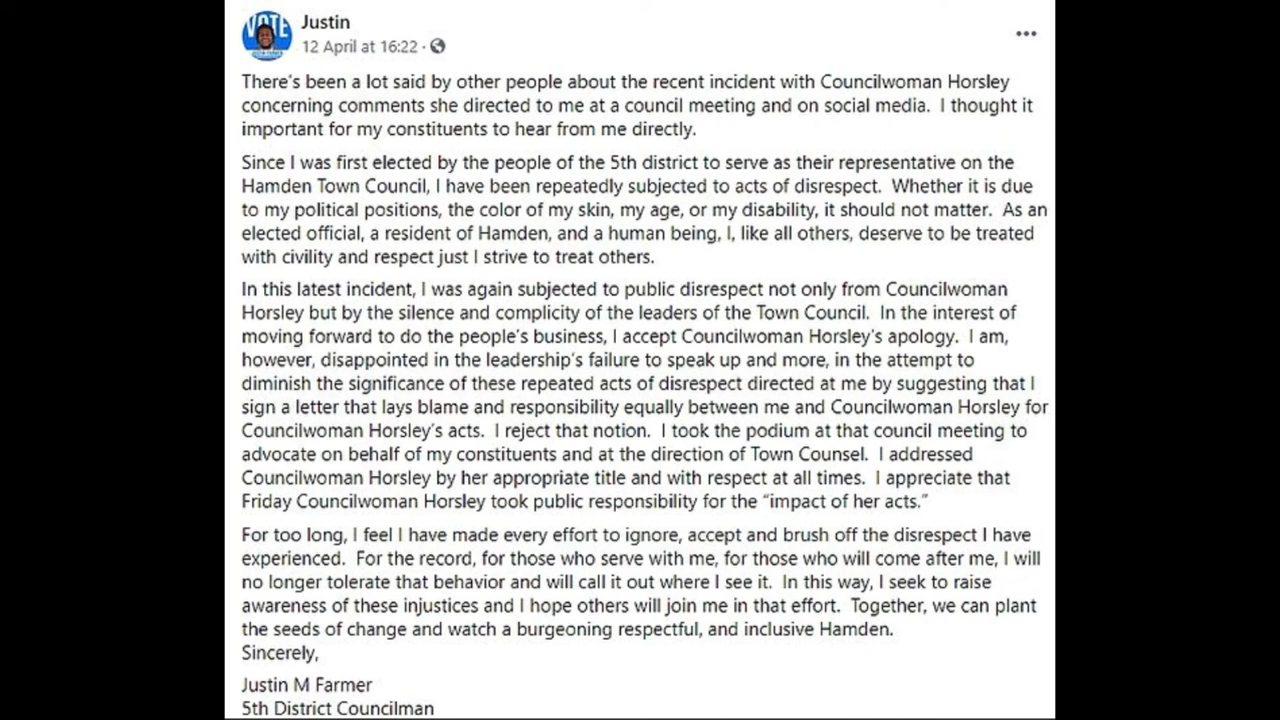 VOTE
Justin
12 April at 16:22 ·
There's been a lot said by other people about the recent incident with Councilwoman Horsley
concerning comments she directed to me at a council meeting and on social media.  I thought it
important for my constituents to hear from me directly.
Since I was first elected by the people of the 5th district to serve as their representative on the
Hamden Town Council, I have been repeatedly subjected to acts of disrespect.  Whether it is due
to my political positions, the color of my skin, my age, or my disability, it should not matter.  As an
elected official, a resident of Hamden, and a human being, I, like all others, deserve to be treated
with civility and respect just I strive to treat others.
In this latest incident, I was again subjected to public disrespect not only from Councilwoman
Horsley but by the silence and complicity of the leaders of the Town Council.  In the interest of
moving forward to do the people's business, I accept Councilwoman Horsley's apology.  I am,
however, disappointed in the leadership's failure to speak up and more, in the attempt to
diminish the significance of these repeated acts of disrespect directed at me by suggesting that I
sign a letter that lays blame and responsibility equally between me and Councilwoman Horsley for
Councilwoman Horsley's acts.  I reject that notion.  I took the podium at that council meeting to
advocate on behalf of my constituents and at the direction of Town Counsel.  I addressed
Councilwoman Horsley by her appropriate title and with respect at all times.  I appreciate that
Friday Councilwoman Horsley took public responsibility for the “impact of her acts.”
For too long, I feel I have made every effort to ignore, accept and brush off the disrespect I have
experienced.  For the record, for those who serve with me, for those who will come after me, I will
no longer tolerate that behavior and will call it out where I see it.  In this way, I seek to raise
awareness of these injustices and I hope others will join me in that effort.  Together, we can plant
the seeds of change and watch a burgeoning respectful, and inclusive Hamden.
Sincerely,
Justin M Farmer
5th District Councilman